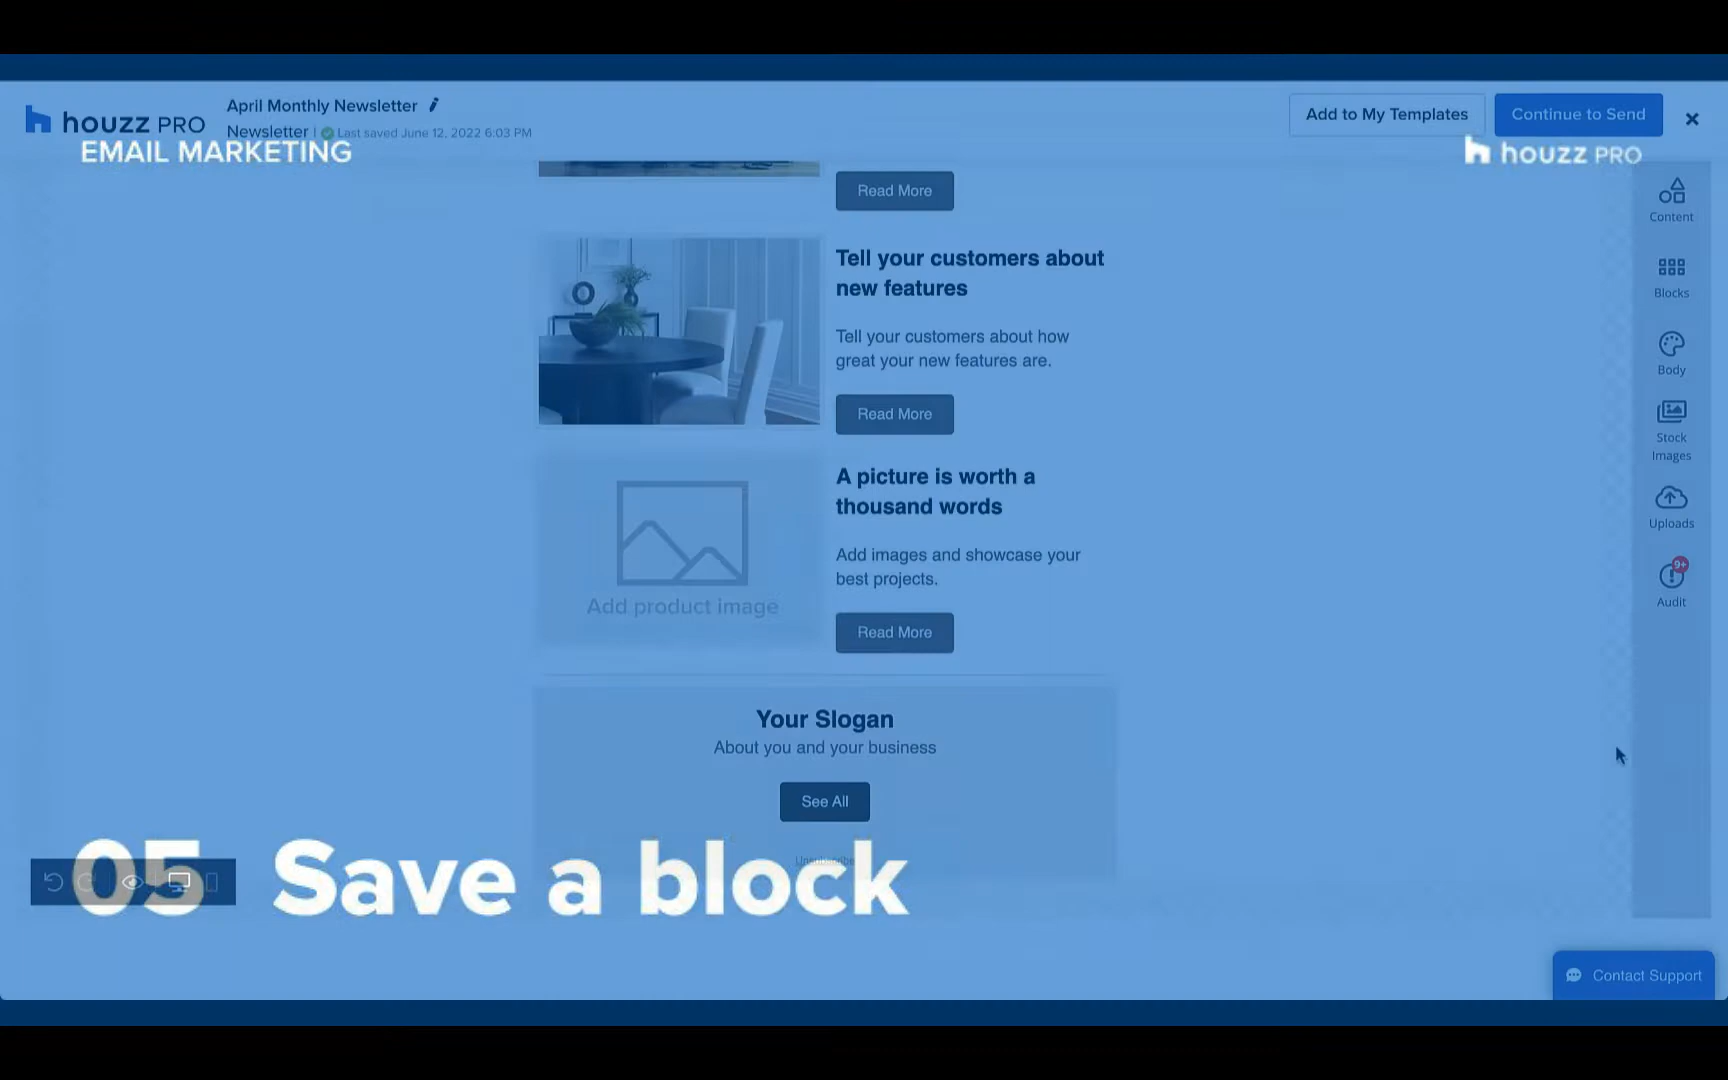 April Monthly Newsletter
houzz PRO
Newsletter | Last saved June 12, 2022 6:03 PM
EMAIL MARKETING
Add to My Templates
Continue to Send
houzz PRO
Read More
Content
Blocks
Body
Stock
Images
Uploads
9+
Audit
Tell your customers about
new features
Tell your customers about how
great your new features are.
Read More
A picture is worth a
thousand words
Add images and showcase your
best projects.
Add product image
Read More
Your Slogan
About you and your business
See All
Unsubscribe
05 Save a block
Contact Support